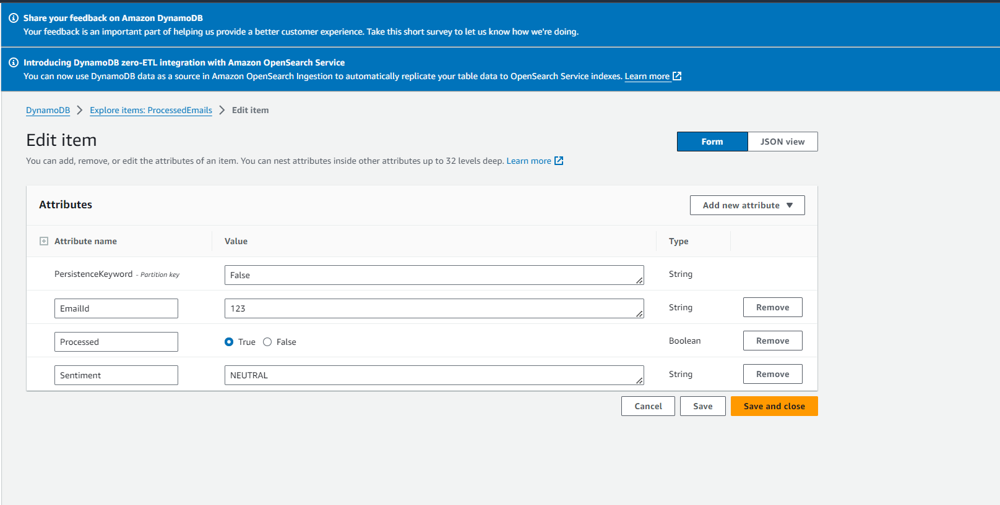 Share your feedback on Amazon DynamoDB
Your feedback is an important part of helping us provide a better customer experience. Take this short survey to let us know how we're doing.
Introducing DynamoDB zero-ETL integration with Amazon OpenSearch Service
You can now use DynamoDB data as a source in Amazon OpenSearch Ingestion to automatically replicate your table data to OpenSearch Service indexes. Learn more
DynamoDB > Explore items: ProcessedEmails > Edit item
Edit item
Form JSON view
You can add, remove, or edit the attributes of an item. You can nest attributes inside other attributes up to 32 levels deep. Learn more
Attributes
Add new attribute
Attribute name Value Type
PersistenceKeyword - Partition key False String
EmailId 123 String Remove
Processed True False Boolean Remove
Sentiment NEUTRAL String Remove
Cancel Save Save and close